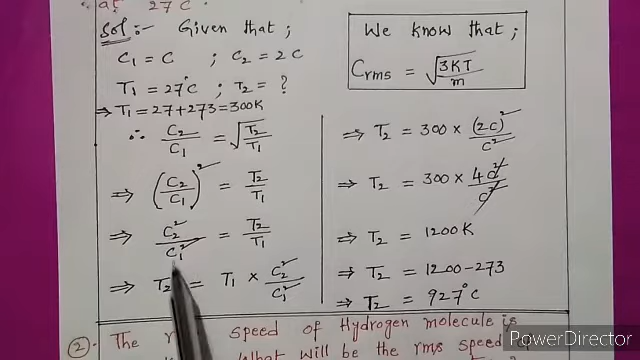 at 27°C.
Sol:- Given that ;
C₁ = C ; C₂ = 2C
T₁ = 27°C ; T₂ = ?
⇒ T₁ = 27+273 = 300K
∴ C₂/C₁ = √(T₂/T₁)
⇒ (C₂/C₁)² = T₂/T₁
⇒ C₂²/C₁² = T₂/T₁
⇒ T₂ = T₁ × C₂²/C₁²
We know that ;
Crms = √(3KT/m)
⇒ T₂ = 300 × (2C)²/C²
⇒ T₂ = 300 × 4C²/C²
⇒ T₂ = 1200K
⇒ T₂ = 1200-273
⇒ T₂ = 927°C
② The speed of Hydrogen molecule is
What will be the rms speed of
PowerDirector